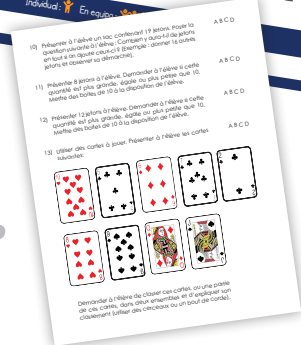 Individu : En équipe :
10) Présenter à l'élève un sac contenant 19 jetons. Poser la A B C D
question suivante à l'élève : Combien y aura-t-il de jetons
en tout si on ajoute ceux-ci ? (Exemple : donner 16 autres
jetons et observer sa démarche).
11) Présenter 8 jetons à l'élève. Demander à l'élève si cette A B C D
quantité est plus grande, égale ou plus petite que 10.
Mettre des boîtes de 10 à la disposition de l'élève.
12) Présenter 12 jetons à l'élève. Demander à l'élève si cette A B C D
quantité est plus grande, égale ou plus petite que 10.
Mettre des boîtes de 10 à la disposition de l'élève.
13) Utiliser des cartes à jouer. Présenter à l'élève les cartes A B C D
suivantes:
Demander à l'élève de classer ces cartes, ou une partie
de ces cartes, dans deux ensembles et d'expliquer son
classement (utiliser des cerceaux ou un bout de corde).